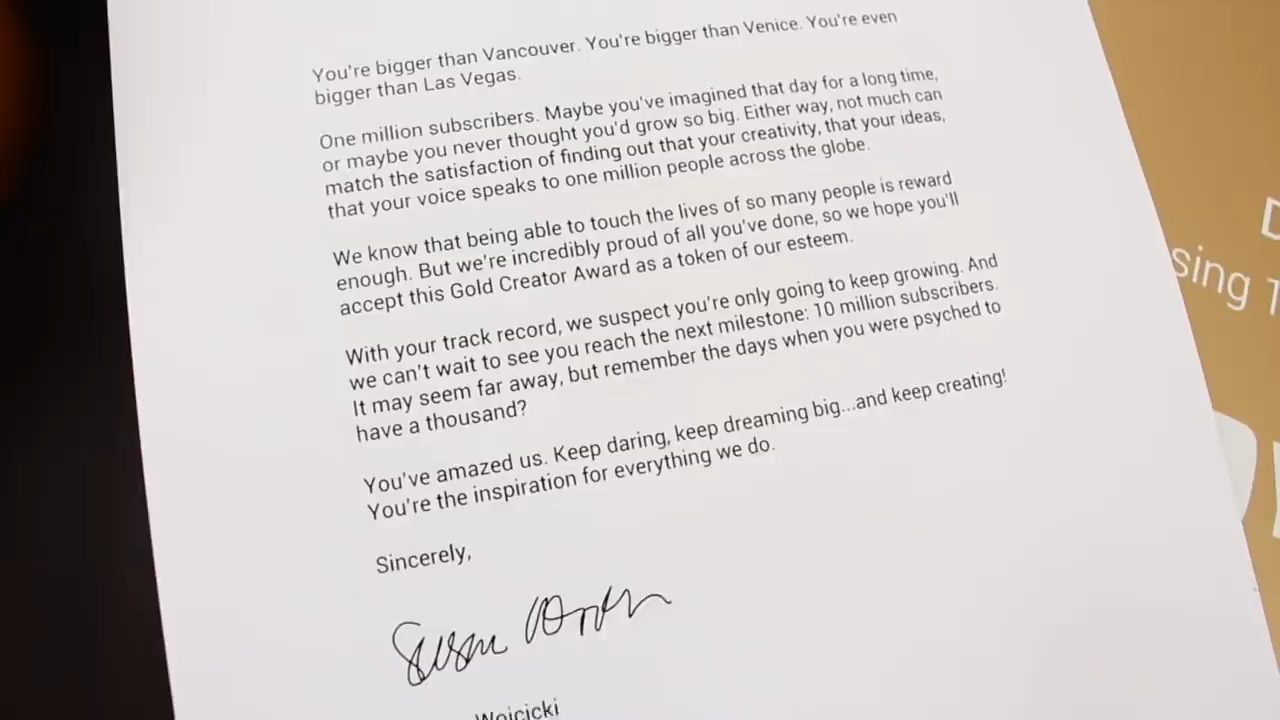 You're bigger than Vancouver. You're bigger than Venice. You're even
bigger than Las Vegas.
One million subscribers. Maybe you've imagined that day for a long time,
or maybe you never thought you'd grow so big. Either way, not much can
match the satisfaction of finding out that your creativity, that your ideas,
that your voice speaks to one million people across the globe.
We know that being able to touch the lives of so many people is reward
enough. But we're incredibly proud of all you've done, so we hope you'll
accept this Gold Creator Award as a token of our esteem.
With your track record, we suspect you're only going to keep growing. And
we can't wait to see you reach the next milestone: 10 million subscribers.
It may seem far away, but remember the days when you were psyched to
have a thousand?
You've amazed us. Keep daring, keep dreaming big...and keep creating!
You're the inspiration for everything we do.
Sincerely,
Susan
Wojcicki
sing